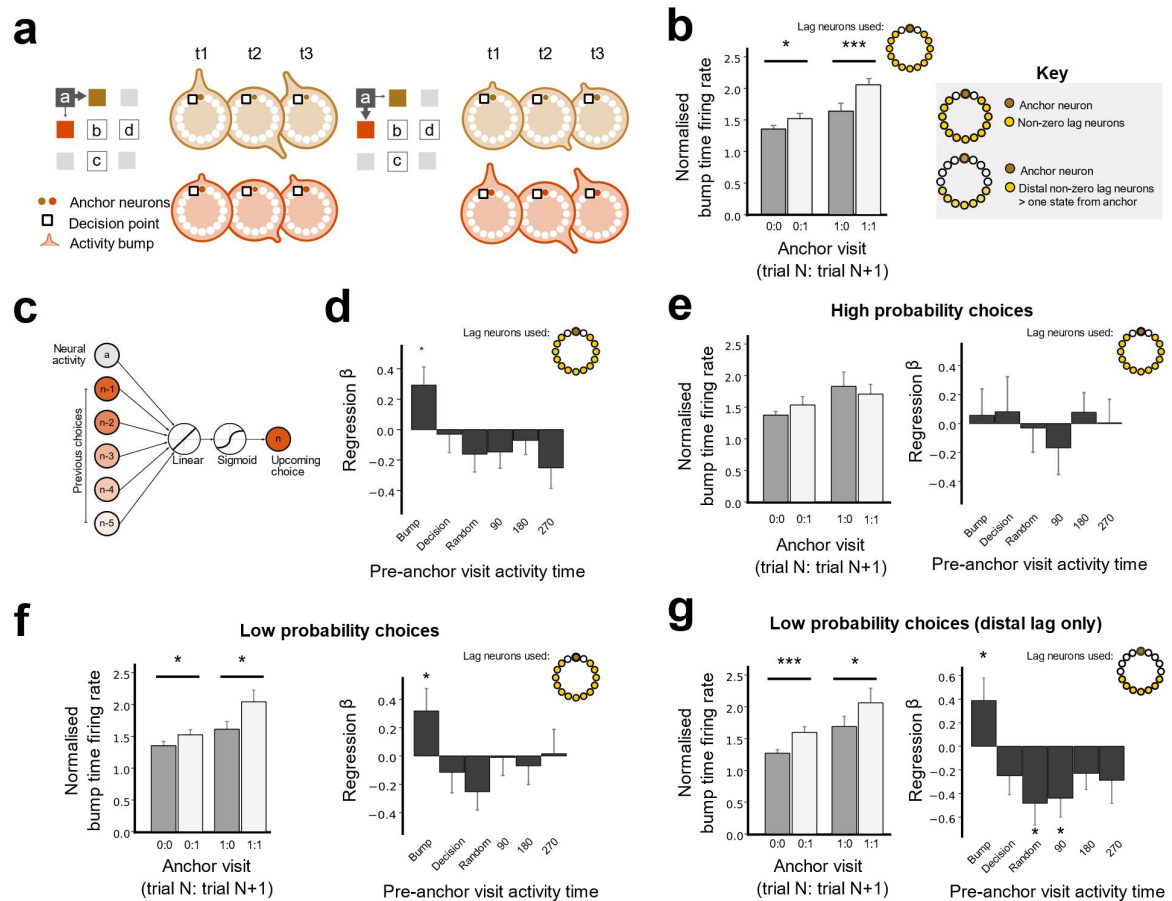 a
t1 t2 t3
t1 t2 t3
a
b d
c
a
b d
c
Anchor neurons
Decision point
Activity bump
b
Lag neurons used:
* ***
Normalised
bump time firing rate
2.5
2.0
1.5
1.0
0.5
0.0
0:0 0:1 1:0 1:1
Anchor visit
(trial N: trial N+1)
Key
Anchor neuron
Non-zero lag neurons
Anchor neuron
Distal non-zero lag neurons
> one state from anchor
c
Neural
activity
a
Previous choices
n-1
n-2
n-3
n-4
n-5
Linear
Sigmoid
n
Upcoming
choice
d
Lag neurons used:
*
Regression β
0.4
0.2
0.0
−0.2
−0.4
Bump
Decision
Random
90
180
270
Pre-anchor visit activity time
e
High probability choices
Normalised
bump time firing rate
2.5
2.0
1.5
1.0
0.5
0.0
0:0 0:1 1:0 1:1
Anchor visit
(trial N: trial N+1)
Lag neurons used:
Regression β
0.4
0.2
0.0
−0.2
−0.4
Bump
Decision
Random
90
180
270
Pre-anchor visit activity time
f
Low probability choices
* *
Normalised
bump time firing rate
2.5
2.0
1.5
1.0
0.5
0.0
0:0 0:1 1:0 1:1
Anchor visit
(trial N: trial N+1)
Lag neurons used:
*
Regression β
0.4
0.2
0.0
−0.2
−0.4
Bump
Decision
Random
90
180
270
Pre-anchor visit activity time
g
Low probability choices (distal lag only)
*** *
Normalised
bump time firing rate
2.5
2.0
1.5
1.0
0.5
0.0
0:0 0:1 1:0 1:1
Anchor visit
(trial N: trial N+1)
Lag neurons used:
*
Regression β
0.4
0.2
0.0
−0.2
−0.4
−0.6
* *
Bump
Decision
Random
90
180
270
Pre-anchor visit activity time